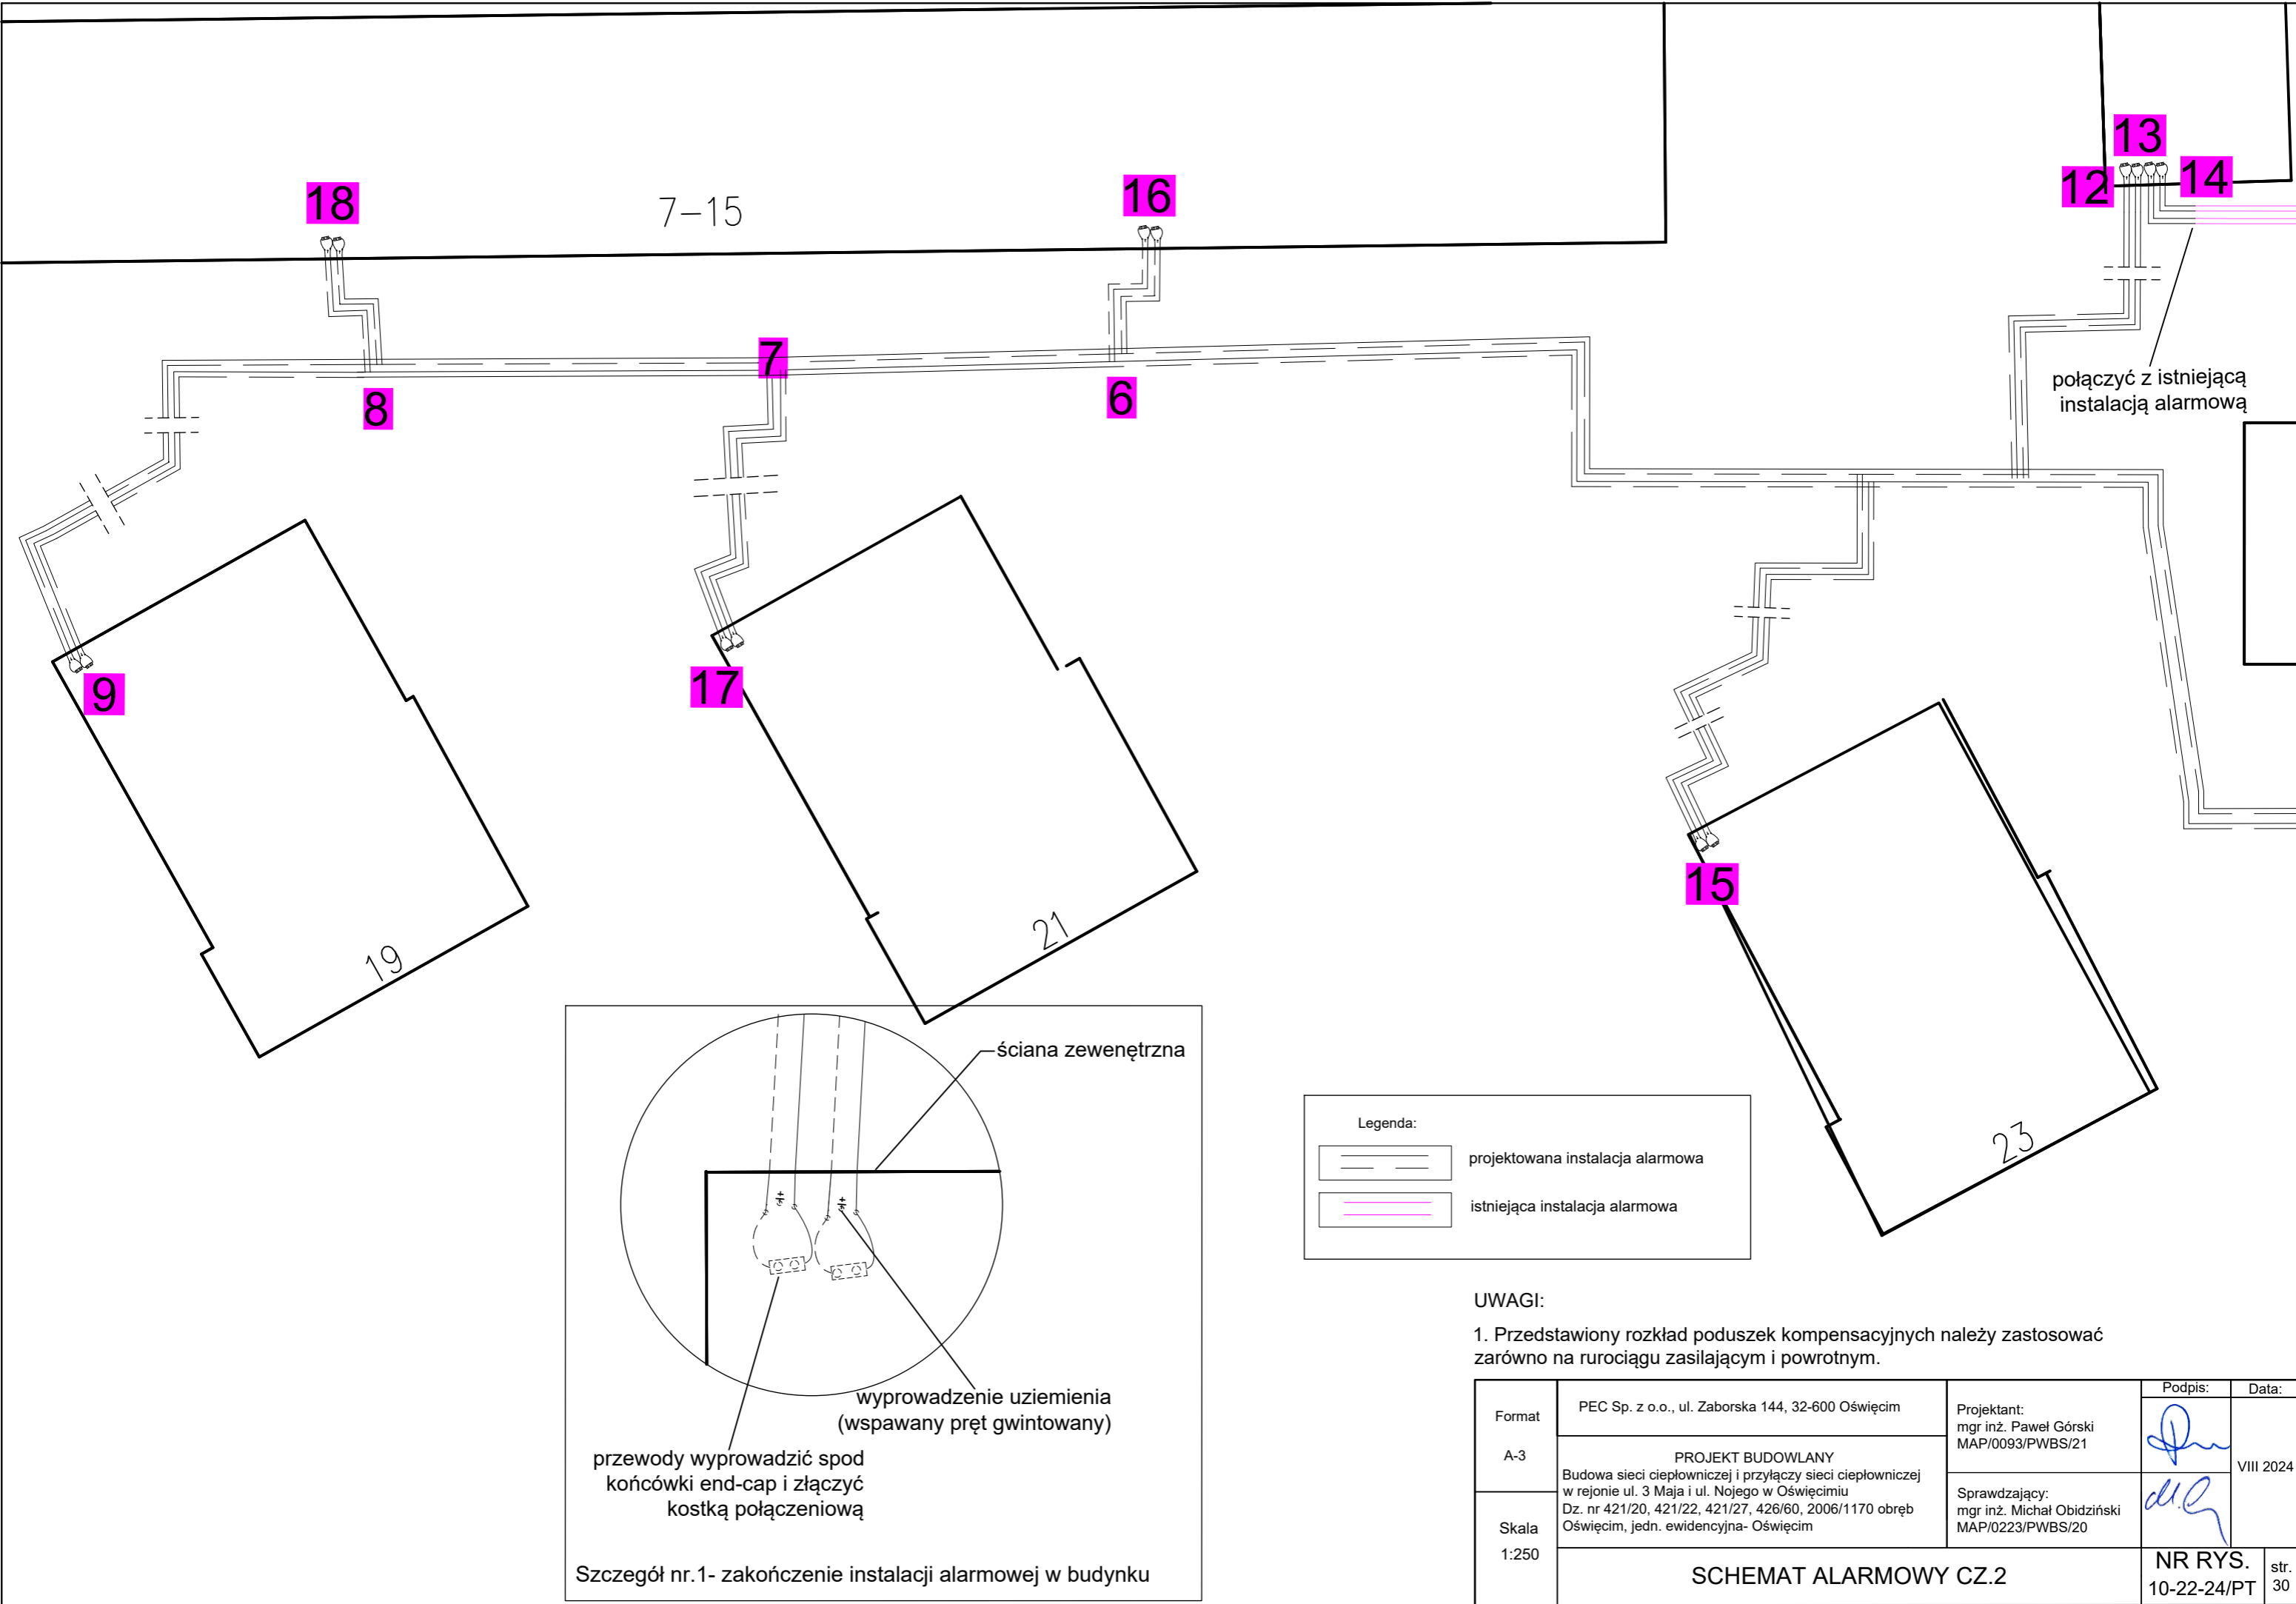 13
12
14
18
7-15
16
7
8
6
połączyć z istniejącą
instalacją alarmową
9
17
15
19
21
23
ściana zewenętrzna
wyprowadzenie uziemienia
(wspawany pręt gwintowany)
przewody wyprowadzić spod
końcówki end-cap i złączyć
kostką połączeniową
Szczegół nr.1- zakończenie instalacji alarmowej w budynku
Legenda:
projektowana instalacja alarmowa
istniejąca instalacja alarmowa
UWAGI:
1. Przedstawiony rozkład poduszek kompensacyjnych należy zastosować
zarówno na rurociągu zasilającym i powrotnym.
Format
A-3
Skala
1:250
PEC Sp. z o.o., ul. Zaborska 144, 32-600 Oświęcim
PROJEKT BUDOWLANY
Budowa sieci ciepłowniczej i przyłączy sieci ciepłowniczej
w rejonie ul. 3 Maja i ul. Nojego w Oświęcimiu
Dz. nr 421/20, 421/22, 421/27, 426/60, 2006/1170 obręb
Oświęcim, jedn. ewidencyjna- Oświęcim
Projektant:
mgr inż. Paweł Górski
MAP/0093/PWBS/21
Sprawdzający:
mgr inż. Michał Obidziński
MAP/0223/PWBS/20
Podpis:
Data:
VIII 2024
SCHEMAT ALARMOWY CZ.2
NR RYS.
10-22-24/PT
str.
30